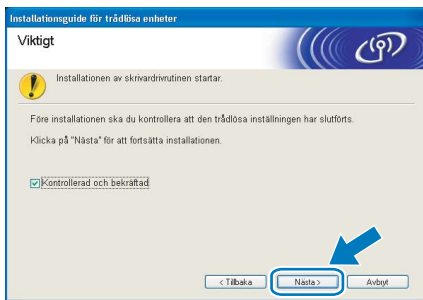 Installationsguide för trådlösa enheter
Viktigt
Installationen av skrivardrivrutinen startar.
Före installationen ska du kontrollera att den trådlösa inställningen har slutförts.
Klicka på "Nästa" för att fortsätta installationen.
Kontrollerad och bekräftad
< Tillbaka
Nästa >
Avbryt